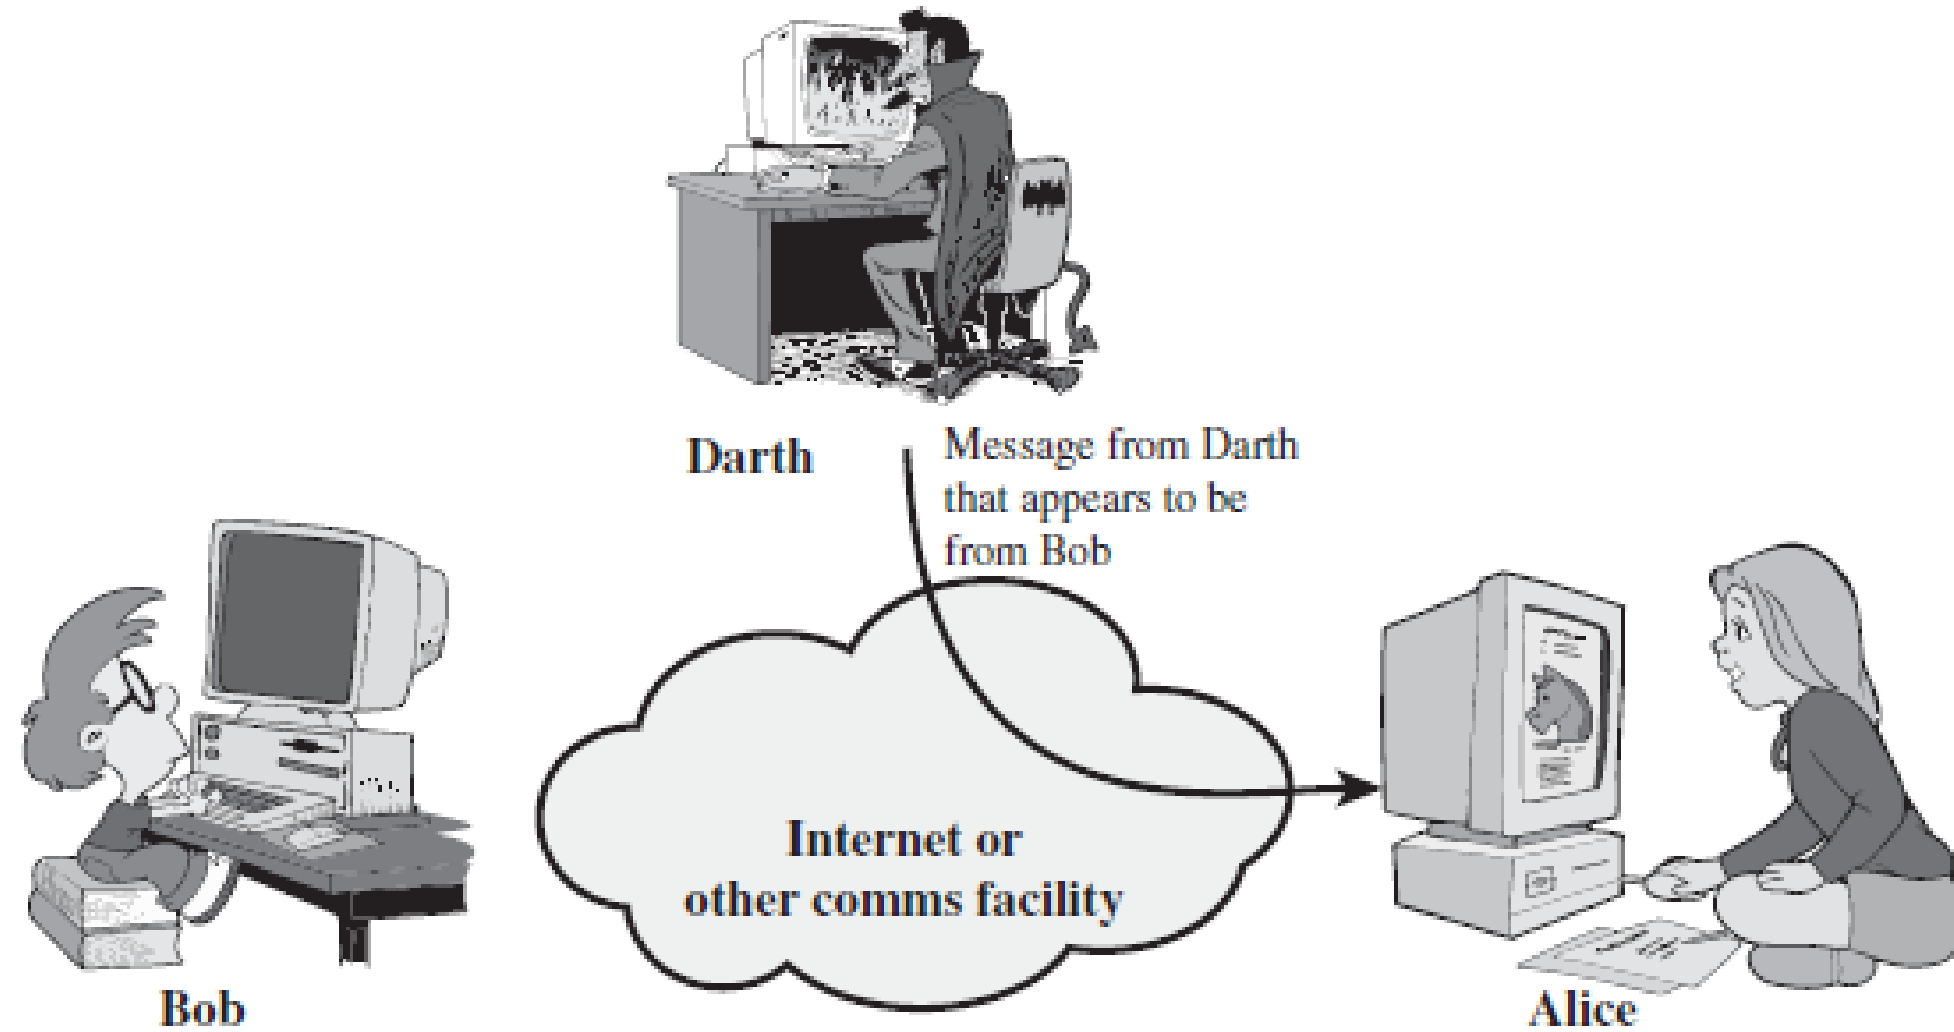 Darth
Message from Darth
that appears to be
from Bob
Internet or
other comms facility
Bob
Alice